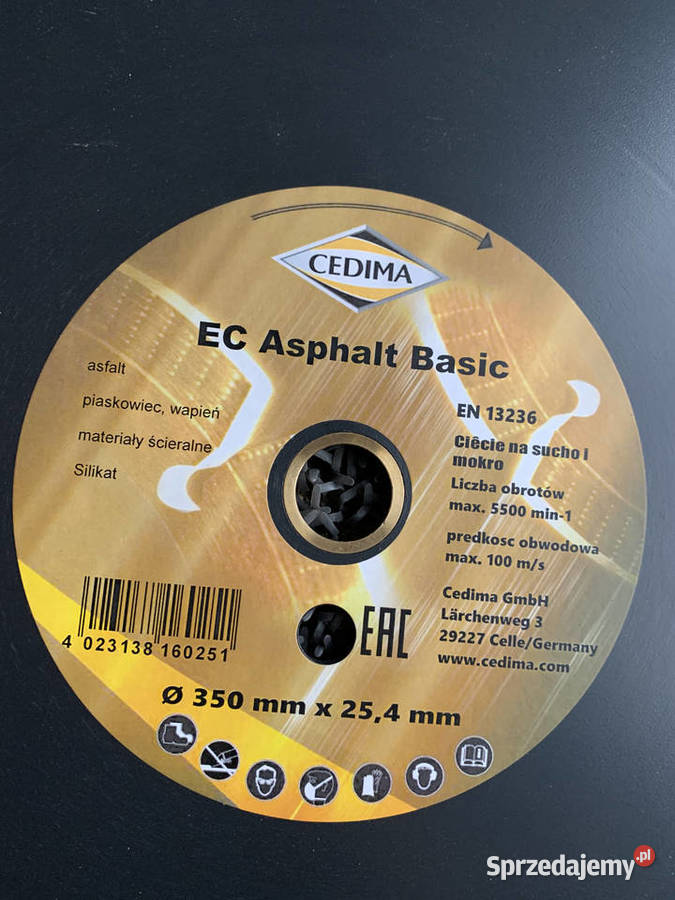 CEDIMA
EC Asphalt Basic
asfalt
piaskowiec, wapień
materiały ścieralne
Silikat
EN 13236
Ciêcie na sucho i
mokro
Liczba obrotów
max. 5500 min-1
predkosc obwodowa
max. 100 m/s
Cedima GmbH
Lärchenweg 3
29227 Celle/Germany
www.cedima.com
4 023138 160251
EAC
Ø 350 mm x 25,4 mm
Sprzedajemy.pl